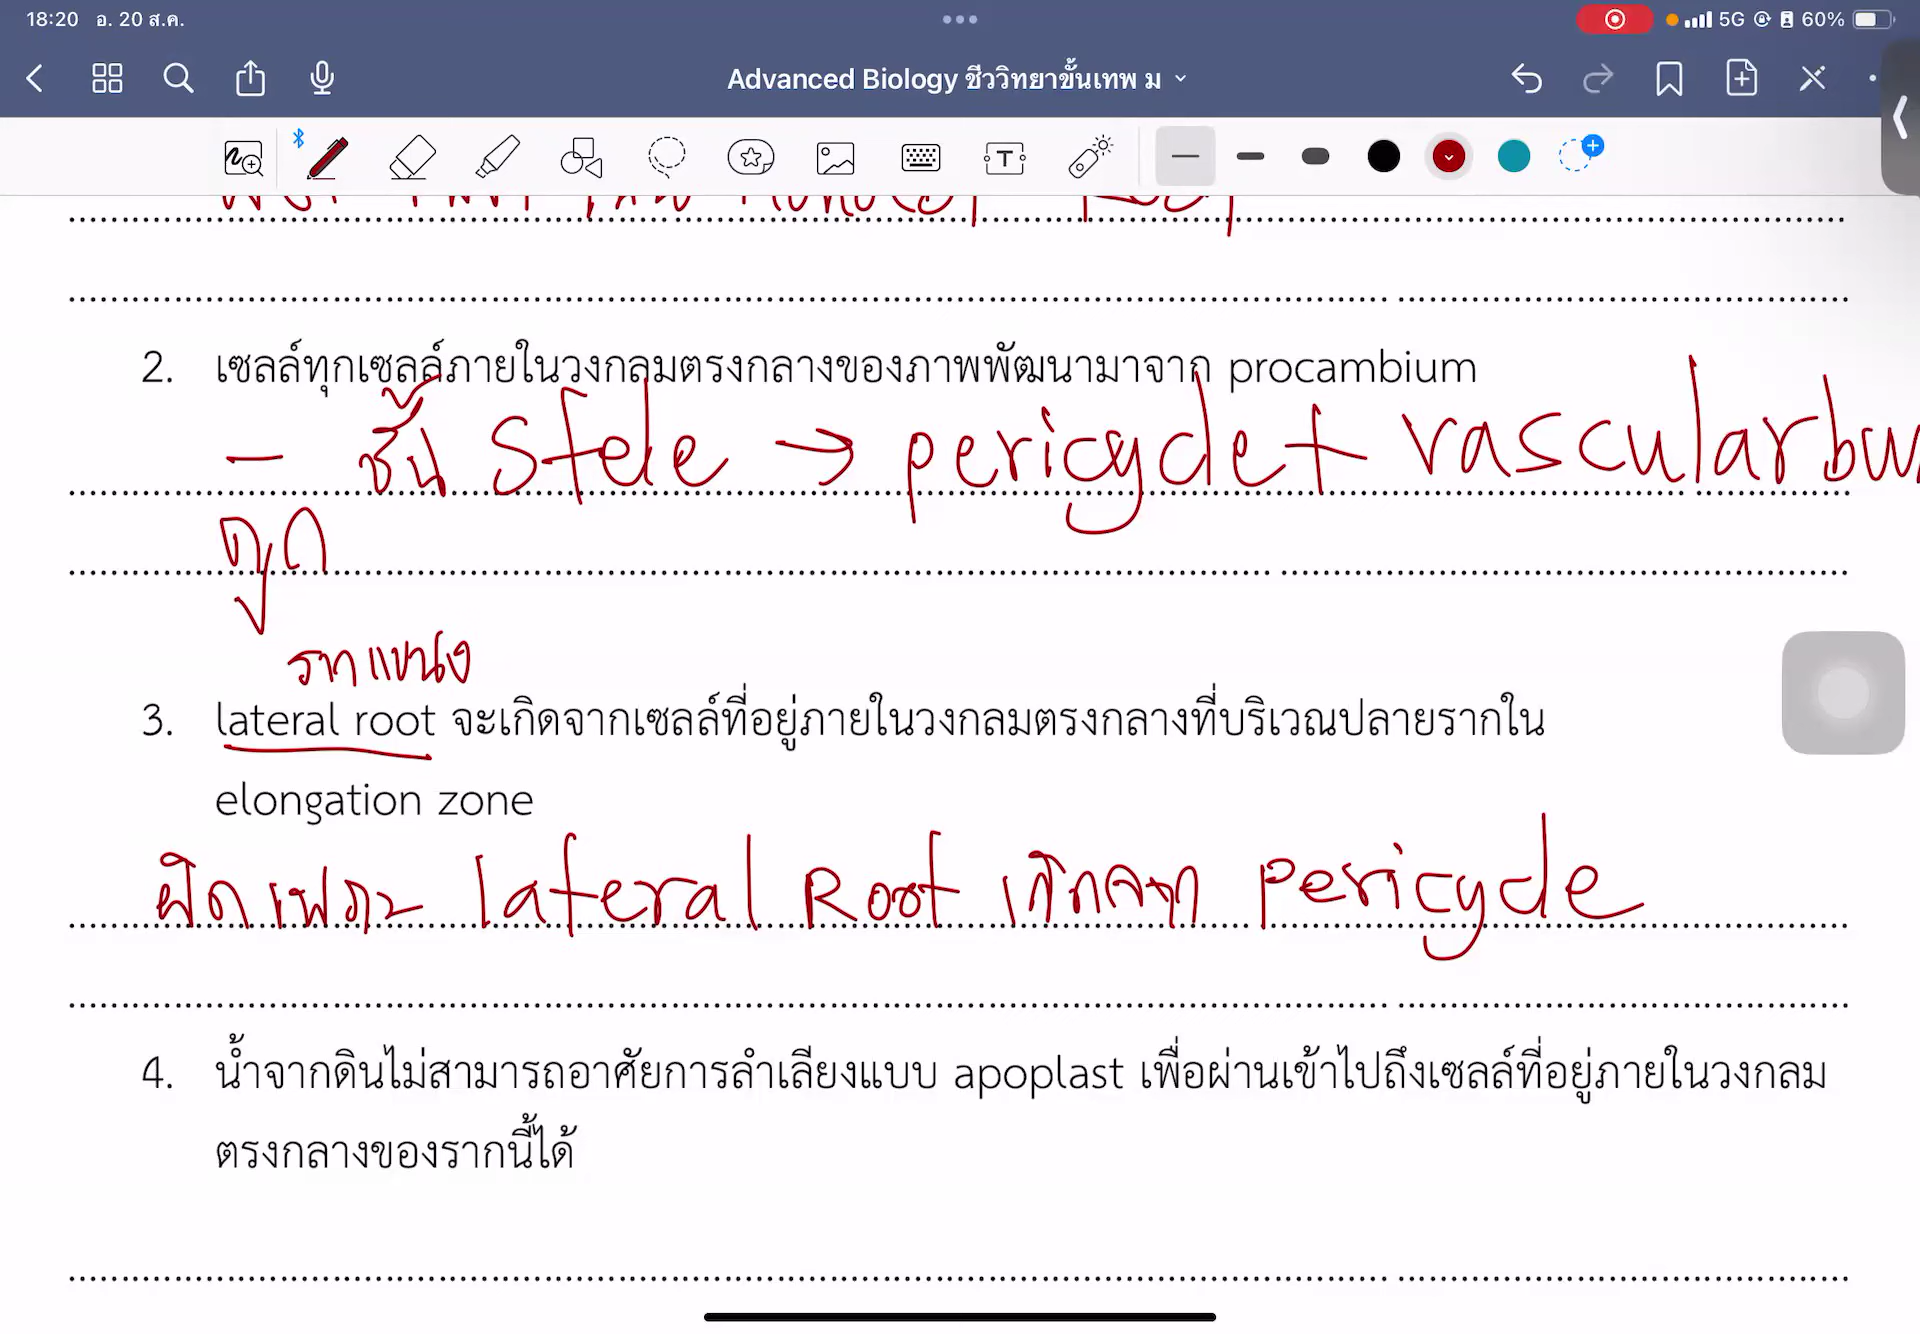 18:20 อ. 20 ส.ค. 5G 60%
Advanced Biology ชีววิทยาขั้นเทพ ม
2. เซลล์ทุกเซลล์ภายในวงกลมตรงกลางของภาพพัฒนามาจาก procambium
– ชั้น Stele → pericycle + vascularbun
ถูก
รากแขนง
3. lateral root จะเกิดจากเซลล์ที่อยู่ภายในวงกลมตรงกลางที่บริเวณปลายรากใน
elongation zone
ผิดเพราะ lateral Root เกิดจาก Pericycle
4. น้ำจากดินไม่สามารถอาศัยการลำเลียงแบบ apoplast เพื่อผ่านเข้าไปถึงเซลล์ที่อยู่ภายในวงกลม
ตรงกลางของรากนี้ได้